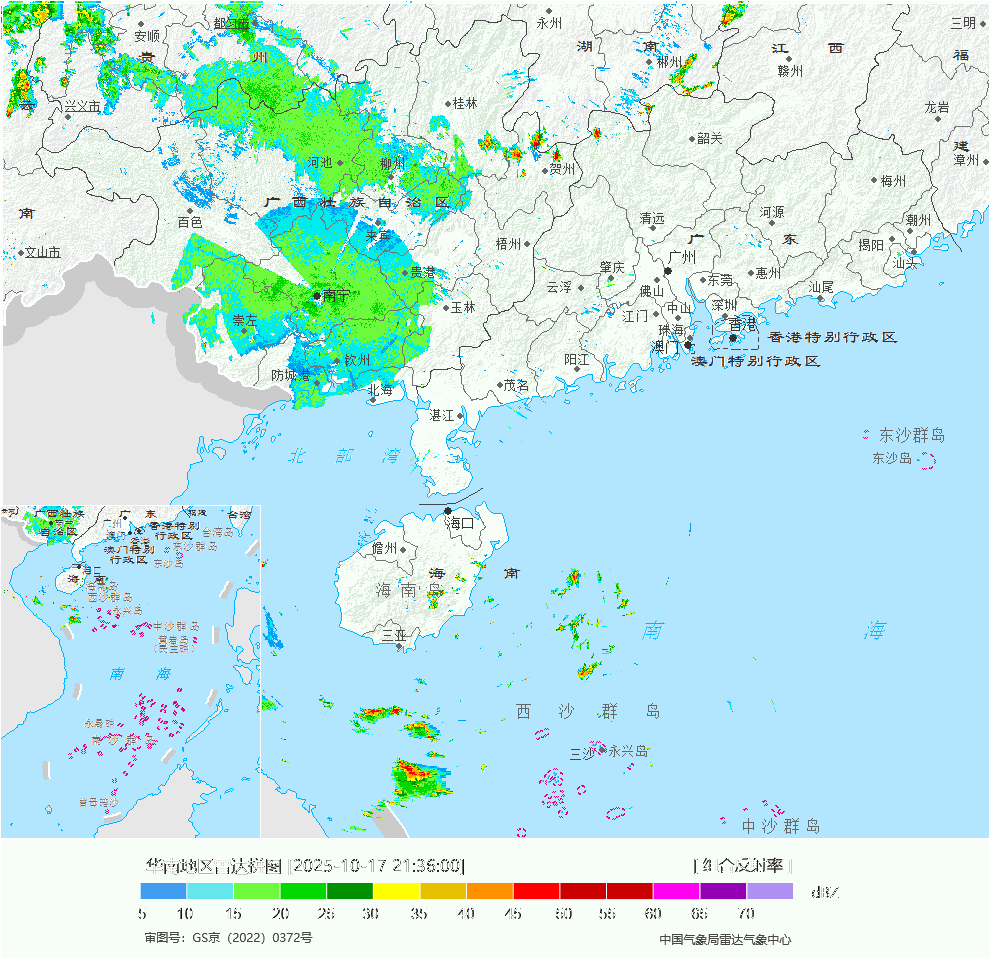 都匀市
永州
三明
安顺
湖 南
江 西
贵 州
郴州
赣州
福
云
兴义市
桂林
龙岩
韶关
建
河池
柳州
贺州
漳州
梅州
广 西 壮 族 自 治 区
南
百色
清远
河源
潮州
来宾
梧州
广 东
揭阳
文山市
广州
汕头
贵港
肇庆
东莞
惠州
南宁
云浮
佛山
汕尾
玉林
江门
中山
深圳
崇左
珠海
香港
香港特别行政区
澳门
钦州
阳江
澳门特别行政区
防城港
茂名
北海
湛江
东沙群岛
北 部 湾
东沙岛
海口
儋州
海 南
海 南 岛
三亚
南 海
西 沙 群 岛
三沙
永兴岛
中 沙 群 岛
广西壮族
自治区
广 东
福建
台湾
广州
香港特别
行政区
台湾岛
澳门特别
行政区
东沙群岛
东沙岛
海口
海 南
海南岛
西沙群岛
永兴岛
中沙群岛
黄岩岛
(民主礁)
南 海
永暑礁
南 沙 群 岛
曾母暗沙
华南地区雷达拼图 [2025-10-17 21:36:00]
[ 组合反射率 ]
dBZ
5 10 15 20 25 30 35 40 45 50 55 60 65 70
审图号：GS京（2022）0372号
中国气象局雷达气象中心